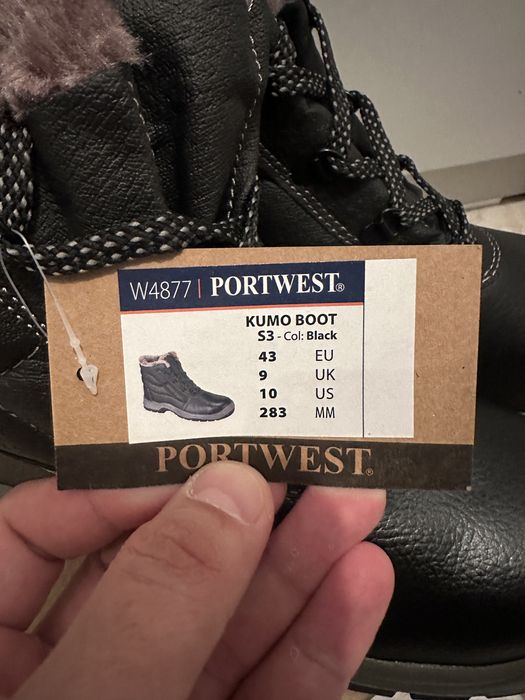 W4877 | PORTWEST®
KUMO BOOT
S3 - Col: Black
43 EU
9 UK
10 US
283 MM
PORTWEST®